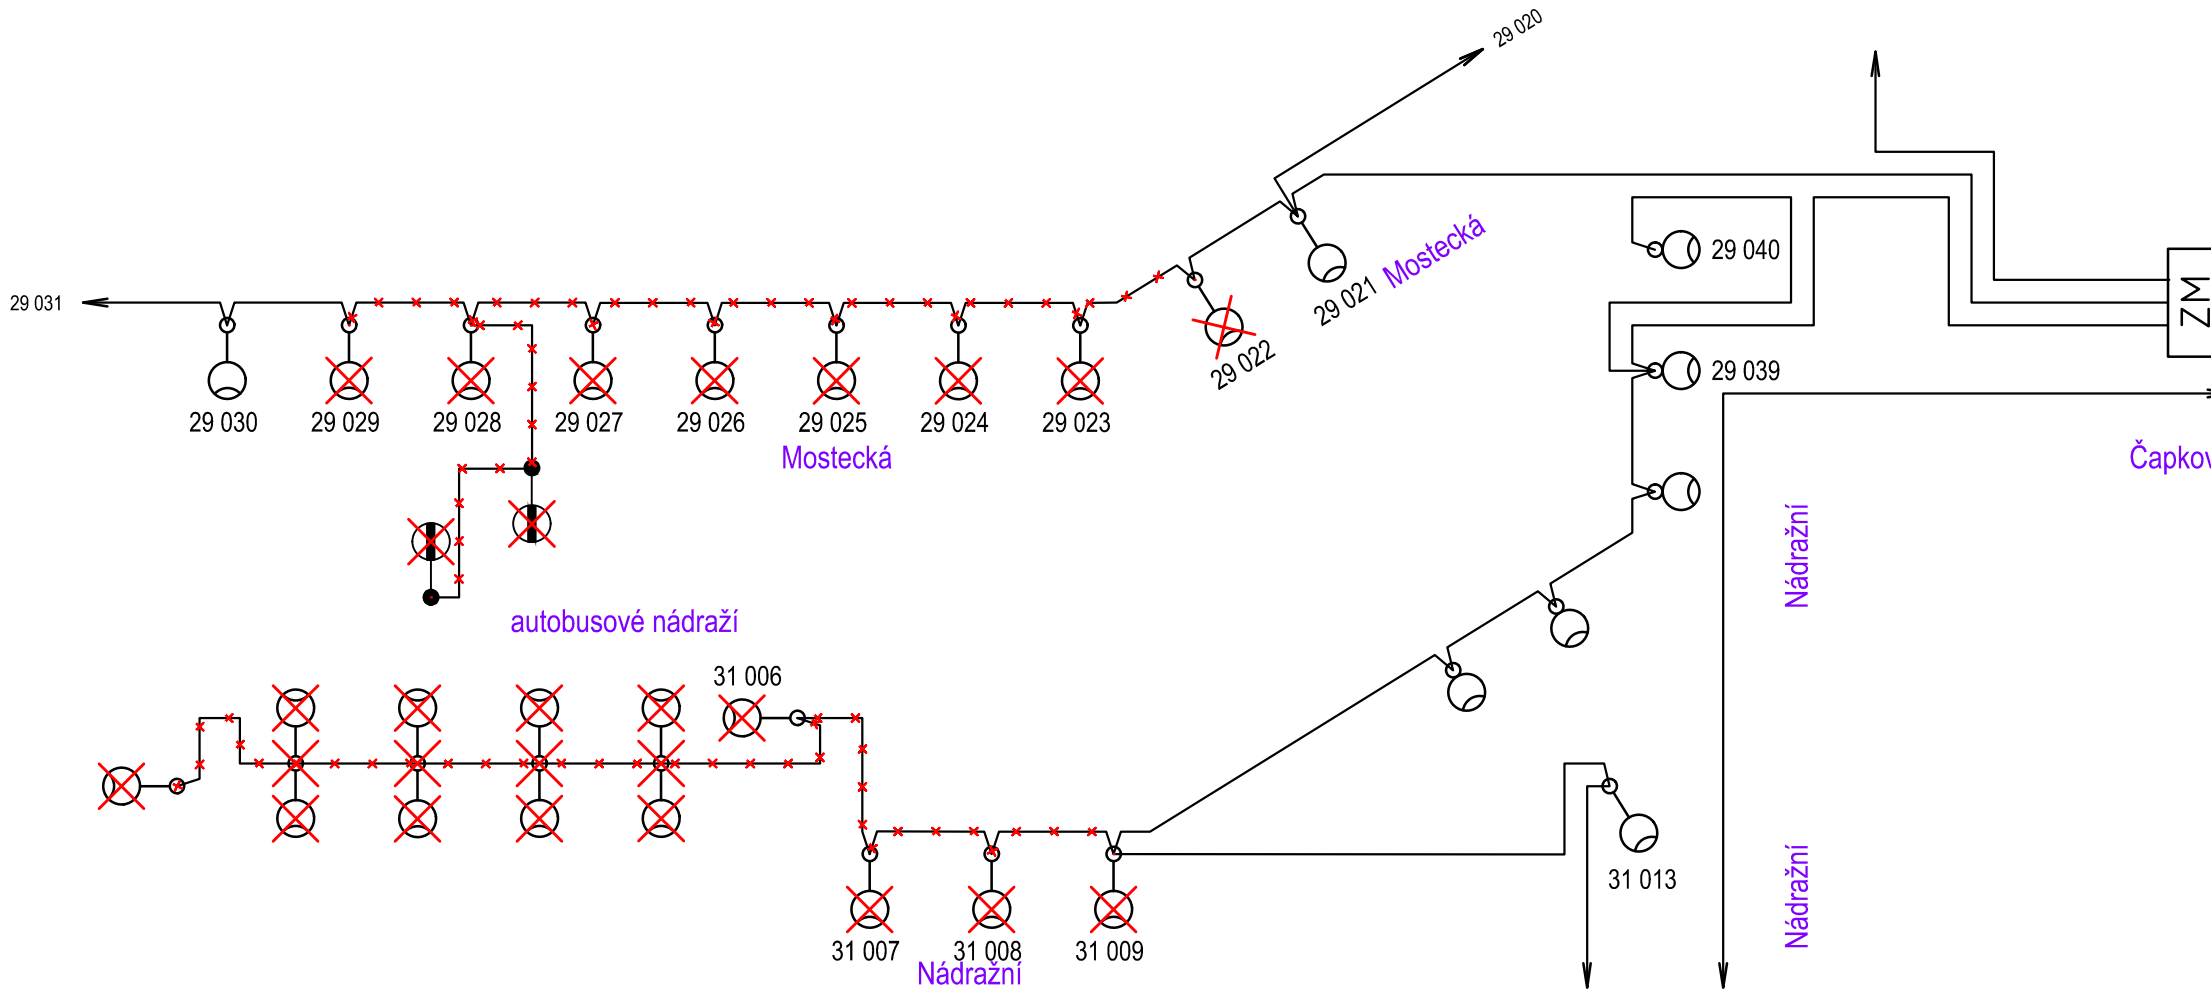 29 020
29 040
Mostecká
29 021
ZM
29 031
29 022
29 039
29 030
29 029
29 028
29 027
29 026
29 025
29 024
29 023
Mostecká
Čapkov
Nádražní
autobusové nádraží
31 006
31 013
Nádražní
31 007
31 008
31 009
Nádražní